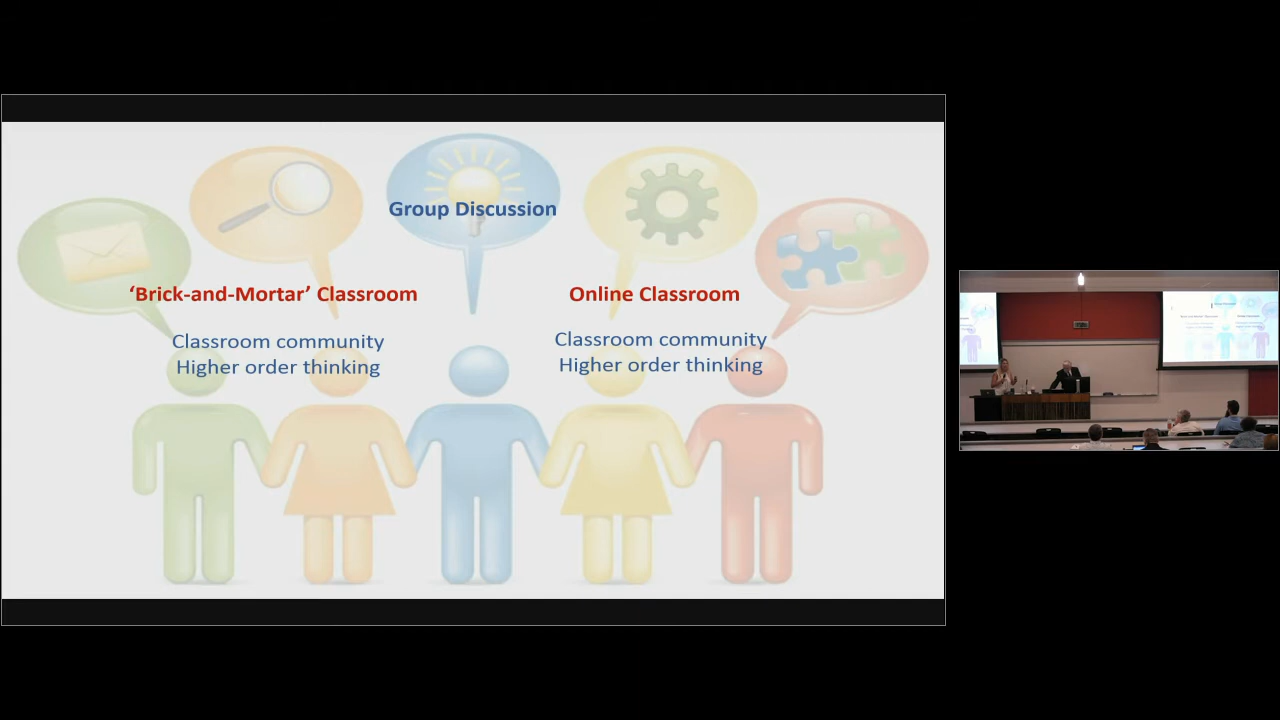 Group Discussion
‘Brick-and-Mortar’ Classroom
Classroom community
Higher order thinking
Online Classroom
Classroom community
Higher order thinking